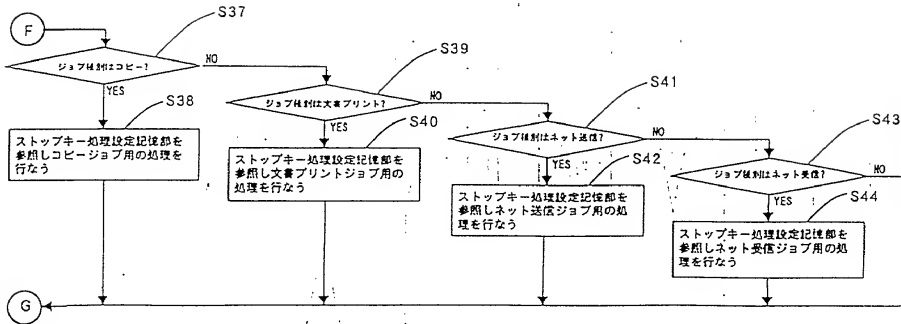 F
S37
ジョブ種別はコピー?
NO
YES
S38
ストップキー処理設定記憶部を
参照しコピージョブ用の処理を
行なう
S39
ジョブ種別は文書プリント?
NO
YES
S40
ストップキー処理設定記憶部を
参照し文書プリントジョブ用の
処理を行なう
S41
ジョブ種別はネット送信?
NO
YES
S42
ストップキー処理設定記憶部を
参照しネット送信ジョブ用の処
理を行なう
S43
ジョブ種別はネット受信?
NO
YES
S44
ストップキー処理設定記憶部を
参照しネット受信ジョブ用の処
理を行なう
G